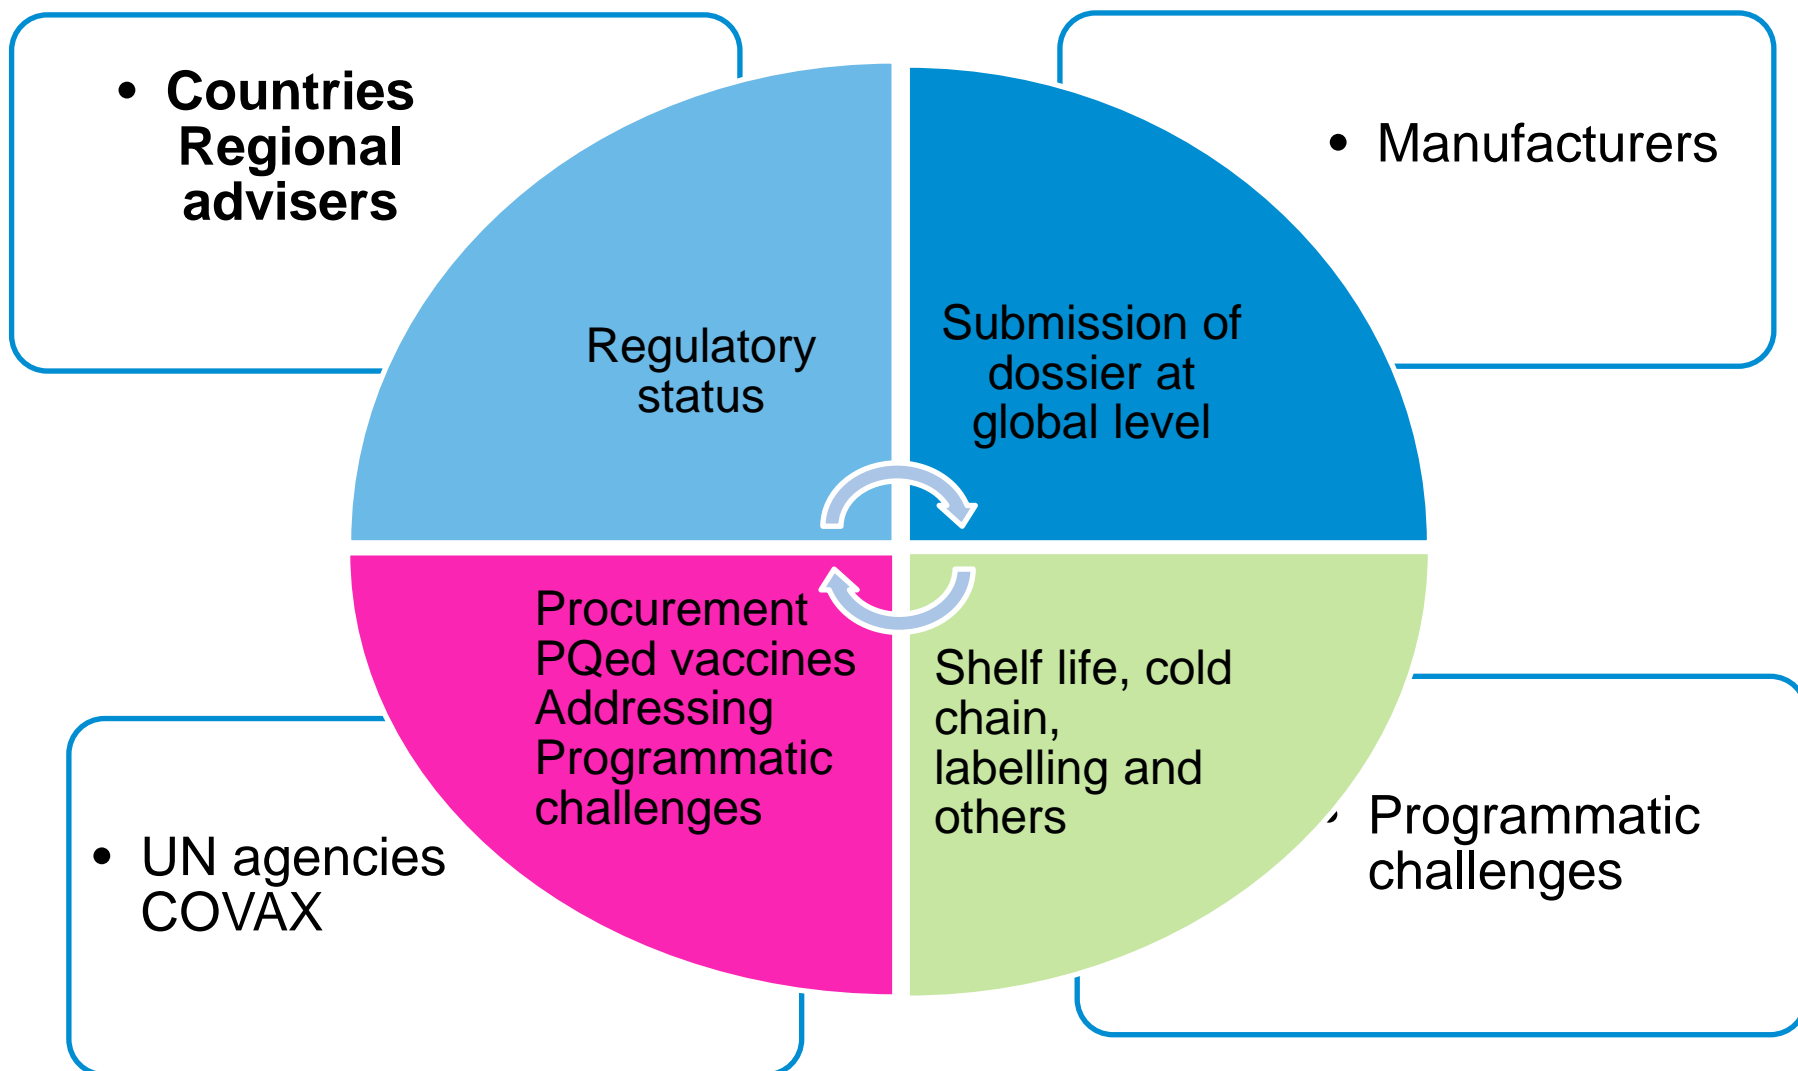 • Countries
Regional
advisers
• Manufacturers
Regulatory
status
Submission of
dossier at
global level
Procurement
PQed vaccines
Addressing
Programmatic
challenges
Shelf life, cold
chain,
labelling and
others
• UN agencies
COVAX
• Programmatic
challenges